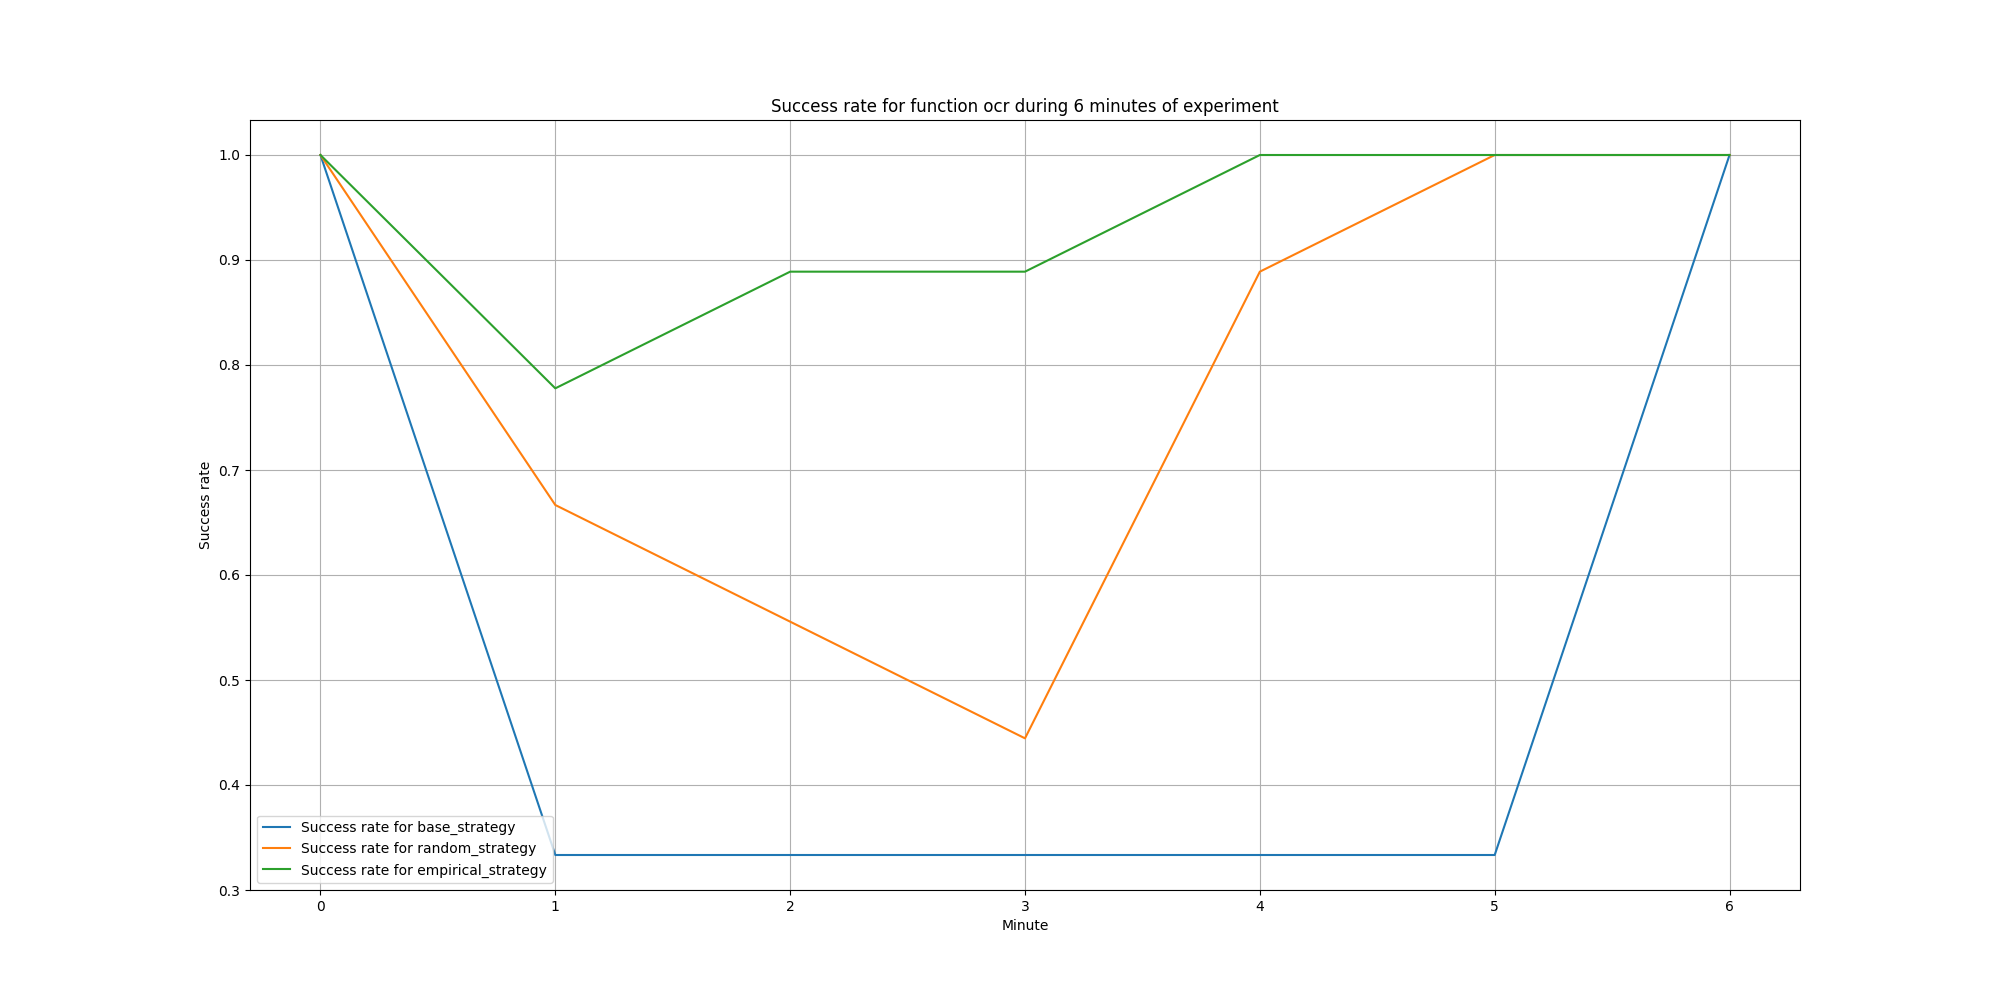 Success rate for function ocr during 6 minutes of experiment
1.0
0.9
0.8
0.7
0.6
0.5
0.4
0.3
Success rate
Success rate for base_strategy
Success rate for random_strategy
Success rate for empirical_strategy
0 1 2 3 4 5 6
Minute